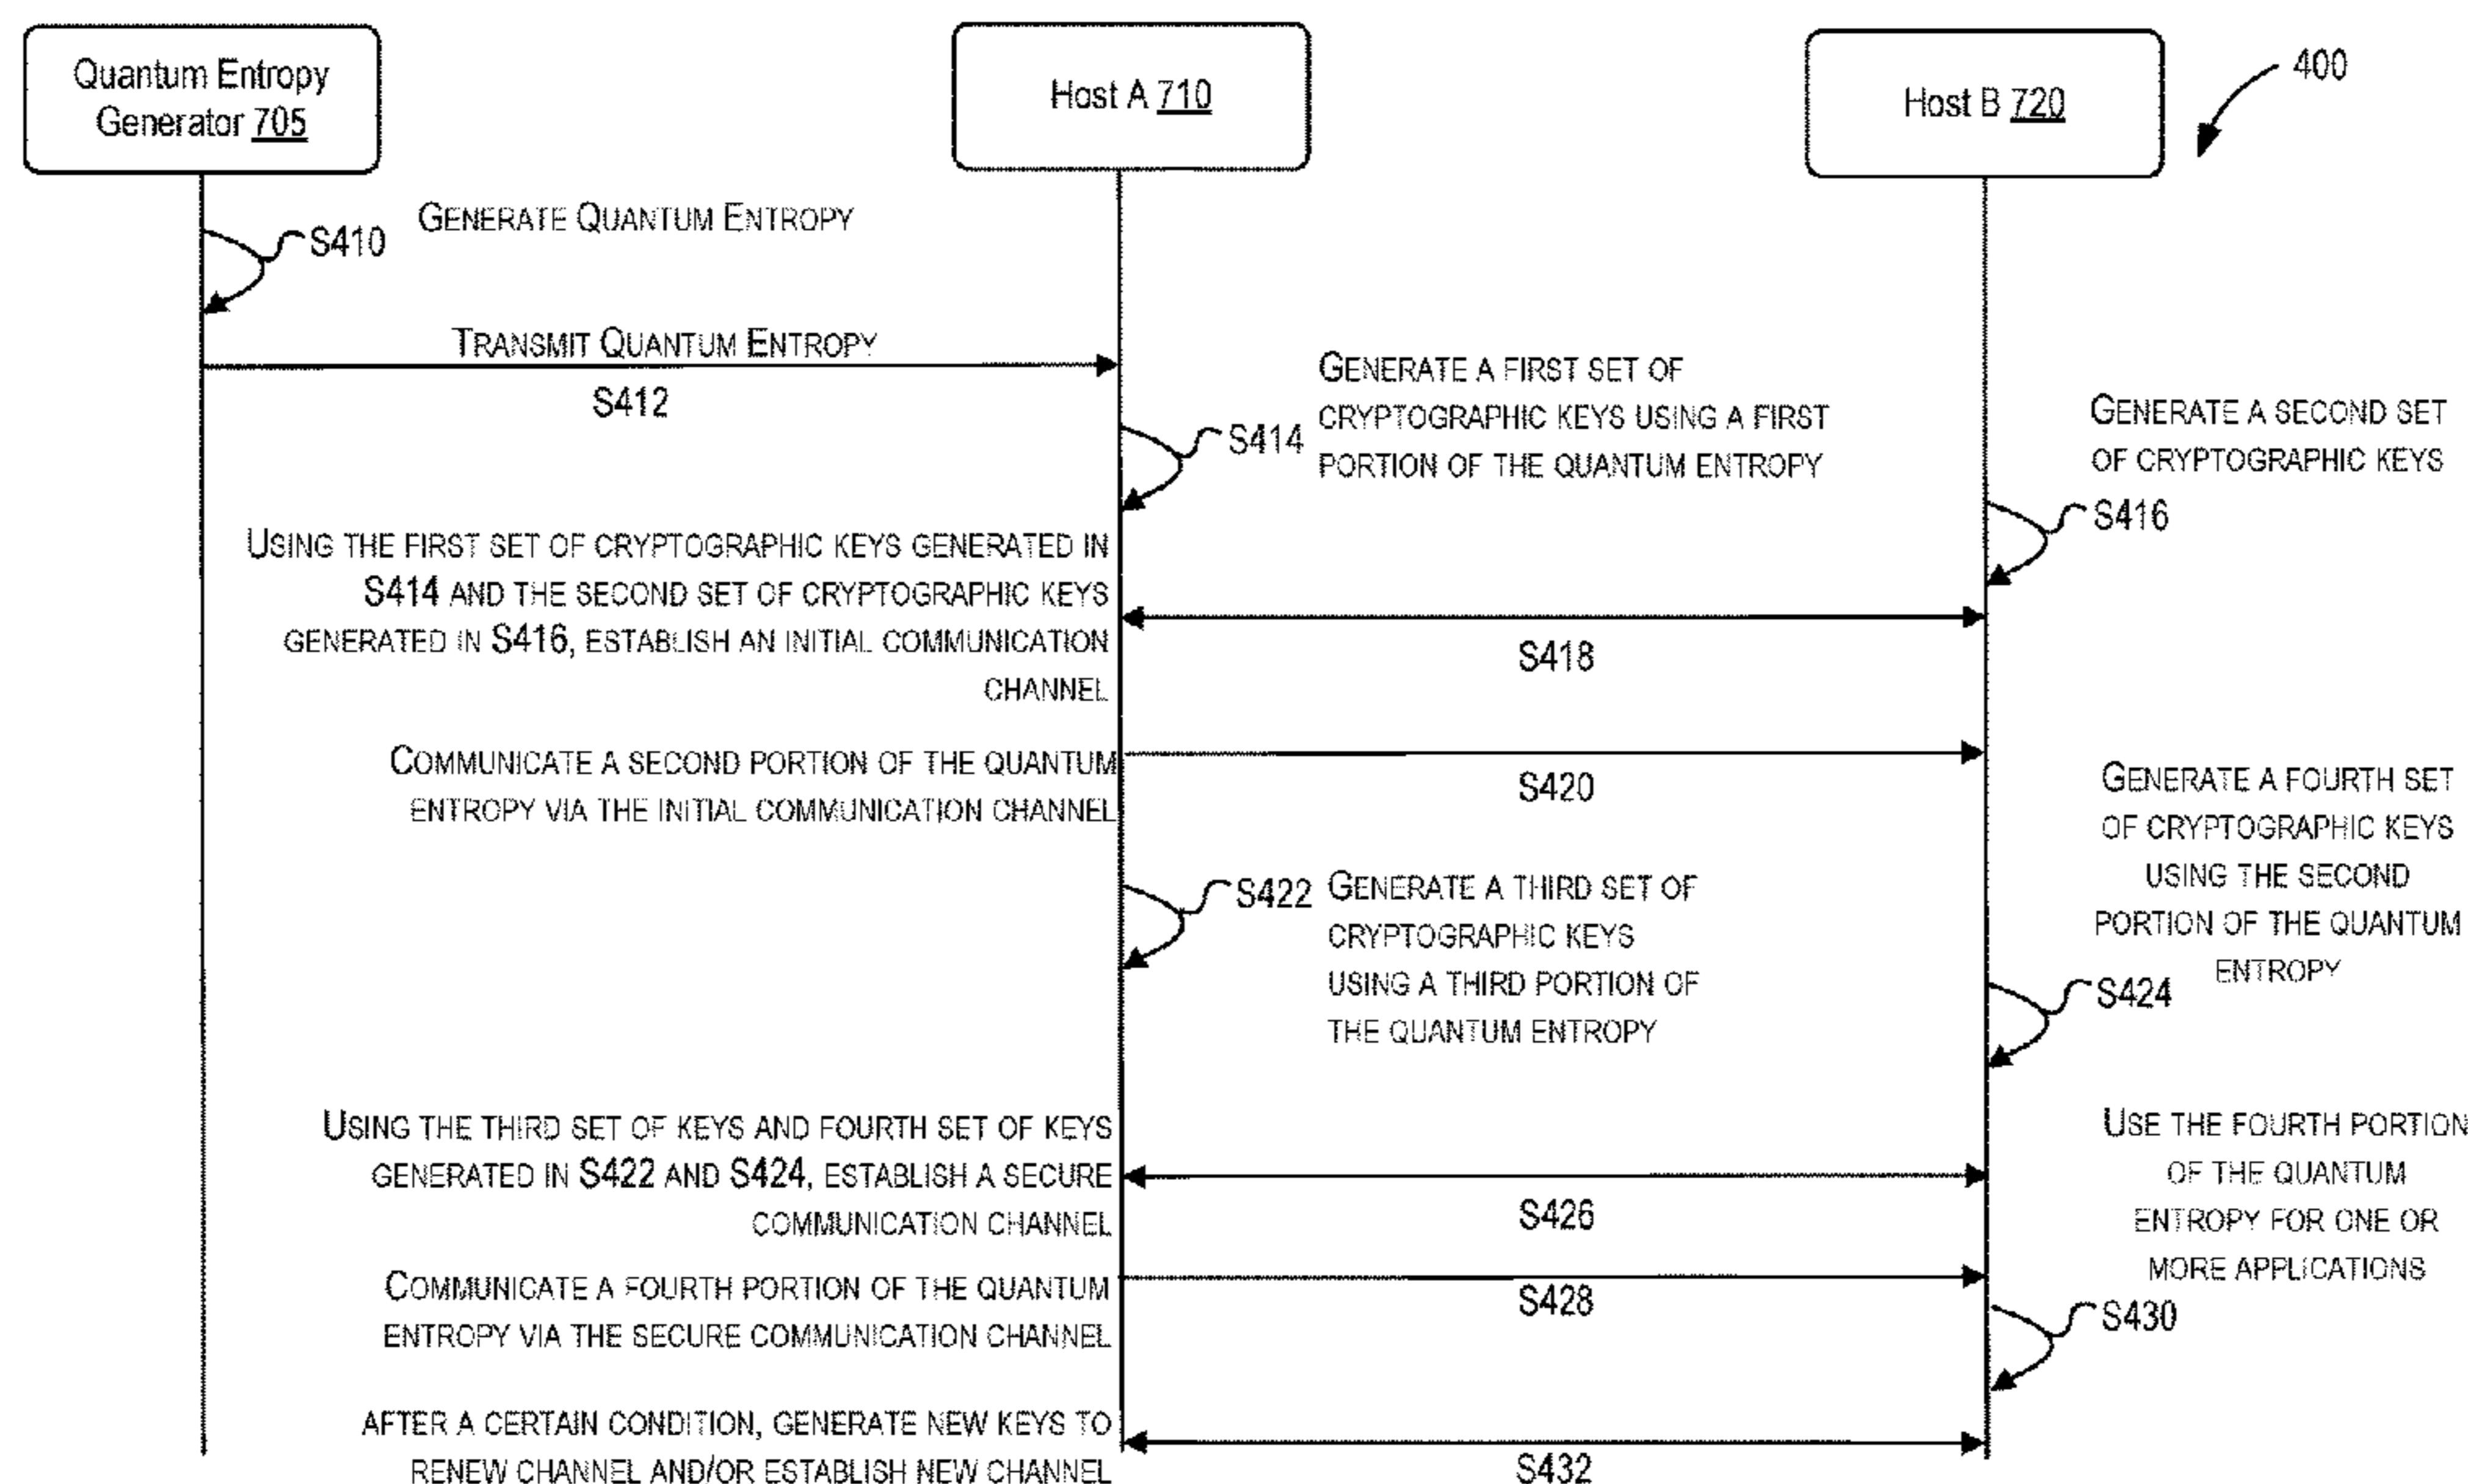 Quantum Entropy
Generator 705
Host A 710
Host B 720
400
GENERATE QUANTUM ENTROPY
S410
TRANSMIT QUANTUM ENTROPY
S412
GENERATE A FIRST SET OF
CRYPTOGRAPHIC KEYS USING A FIRST
PORTION OF THE QUANTUM ENTROPY
S414
GENERATE A SECOND SET
OF CRYPTOGRAPHIC KEYS
S416
USING THE FIRST SET OF CRYPTOGRAPHIC KEYS GENERATED IN
S414 AND THE SECOND SET OF CRYPTOGRAPHIC KEYS
GENERATED IN S416, ESTABLISH AN INITIAL COMMUNICATION
CHANNEL
S418
COMMUNICATE A SECOND PORTION OF THE QUANTUM
ENTROPY VIA THE INITIAL COMMUNICATION CHANNEL
S420
GENERATE A FOURTH SET
OF CRYPTOGRAPHIC KEYS
USING THE SECOND
PORTION OF THE QUANTUM
ENTROPY
S424
S422
GENERATE A THIRD SET OF
CRYPTOGRAPHIC KEYS
USING A THIRD PORTION OF
THE QUANTUM ENTROPY
USING THE THIRD SET OF KEYS AND FOURTH SET OF KEYS
GENERATED IN S422 AND S424, ESTABLISH A SECURE
COMMUNICATION CHANNEL
S426
USE THE FOURTH PORTION
OF THE QUANTUM
ENTROPY FOR ONE OR
MORE APPLICATIONS
S430
COMMUNICATE A FOURTH PORTION OF THE QUANTUM
ENTROPY VIA THE SECURE COMMUNICATION CHANNEL
S428
AFTER A CERTAIN CONDITION, GENERATE NEW KEYS TO
RENEW CHANNEL AND/OR ESTABLISH NEW CHANNEL
S432